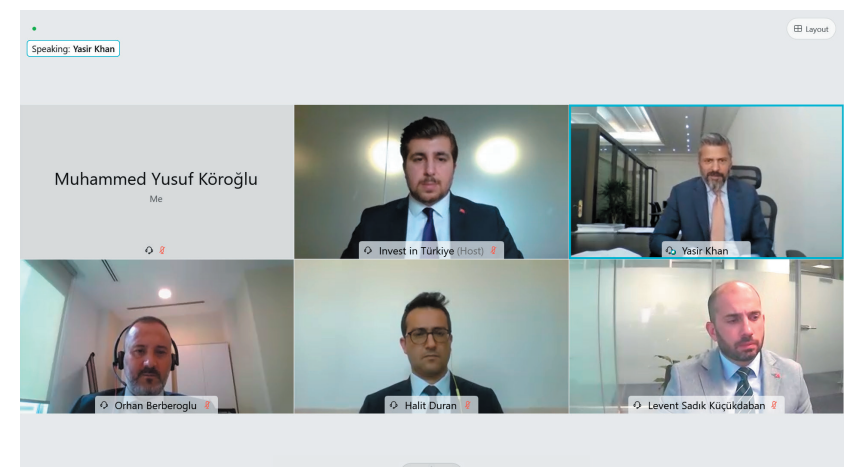 Speaking: Yasir Khan
Layout
Muhammed Yusuf Köroğlu
Me
Invest in Türkiye (Host)
Yasir Khan
Orhan Berberoglu
Halit Duran
Levent Sadık Küçükdaban